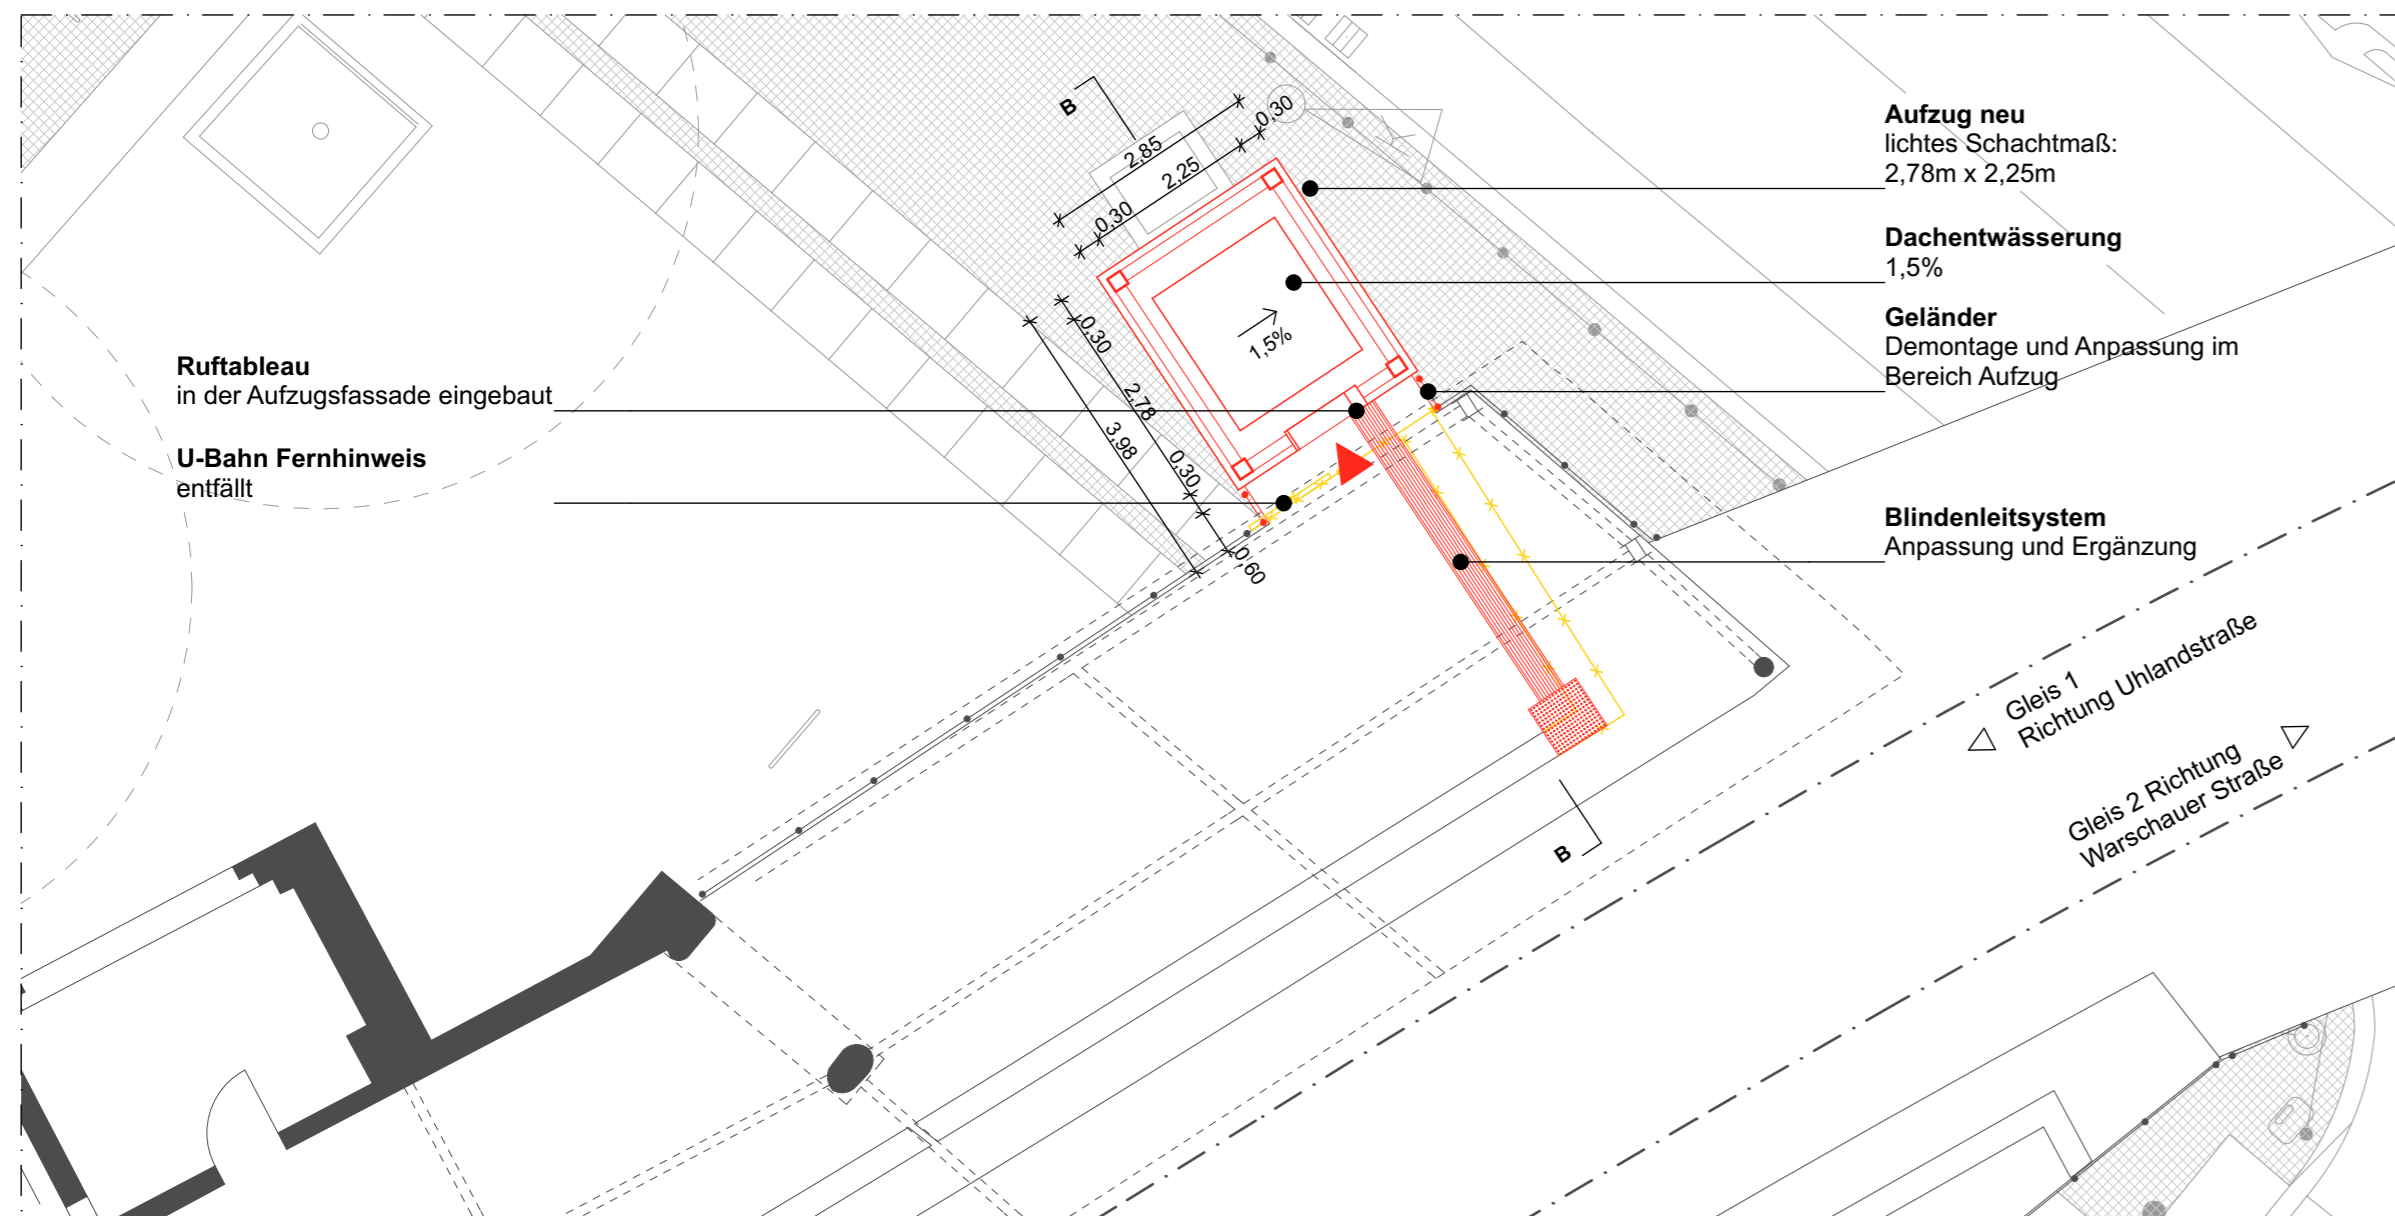 B
2,85
0,30
2,25
0,30
Aufzug neu
lichtes Schachtmaß:
2,78m x 2,25m
Dachentwässerung
1,5%
Geländer
Demontage und Anpassung im
Bereich Aufzug
1,5%
Ruftableau
in der Aufzugsfassade eingebaut
U-Bahn Fernhinweis
entfällt
0,30
2,78
3,98
0,30
0,60
Blindenleitsystem
Anpassung und Ergänzung
Gleis 1
Richtung Uhlandstraße
Gleis 2 Richtung
Warschauer Straße
B